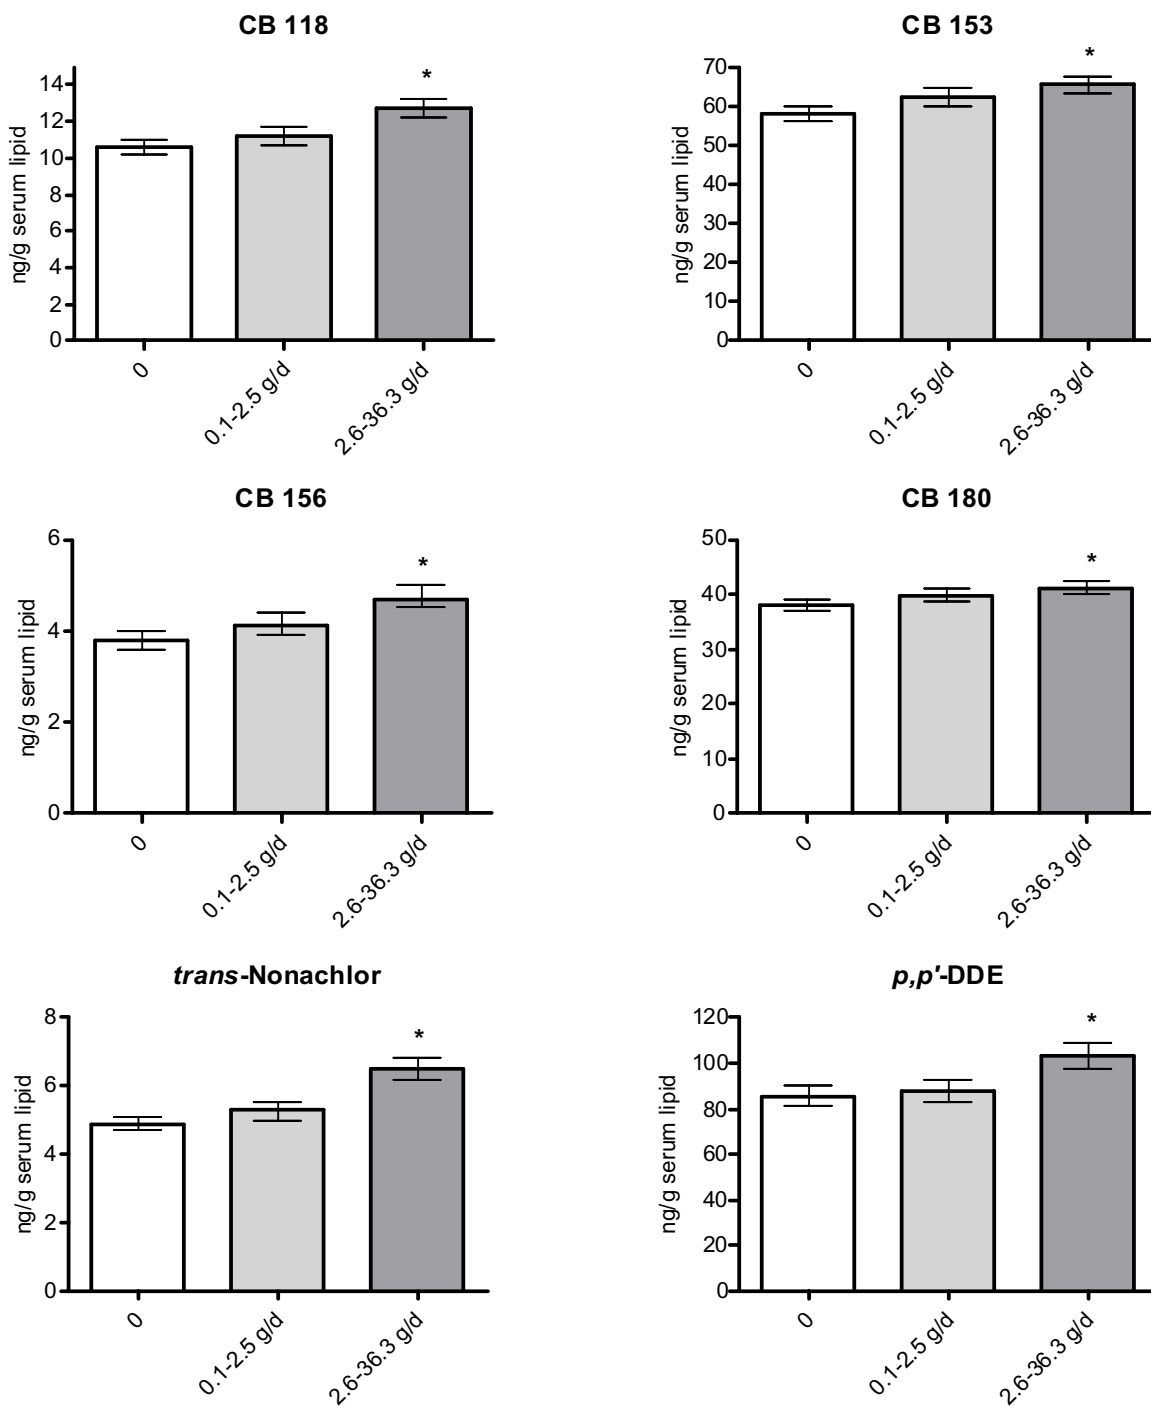 CB 118
ng/g serum lipid
14
12
10
8
6
4
2
0
*
0
0.1-2.5 g/d
2.6-36.3 g/d
CB 153
ng/g serum lipid
70
60
50
40
30
20
10
0
*
0
0.1-2.5 g/d
2.6-36.3 g/d
CB 156
ng/g serum lipid
6
4
2
0
*
0
0.1-2.5 g/d
2.6-36.3 g/d
CB 180
ng/g serum lipid
50
40
30
20
10
0
*
0
0.1-2.5 g/d
2.6-36.3 g/d
trans-Nonachlor
ng/g serum lipid
8
6
4
2
0
*
0
0.1-2.5 g/d
2.6-36.3 g/d
p,p'-DDE
ng/g serum lipid
120
100
80
60
40
20
0
*
0
0.1-2.5 g/d
2.6-36.3 g/d